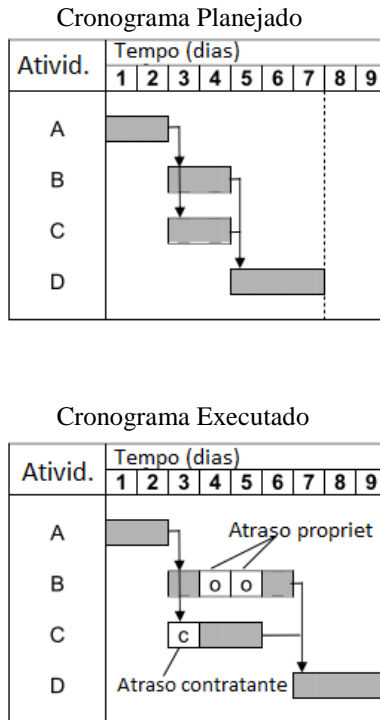 Cronograma Planejado
Ativid.
Tempo (dias)
1 2 3 4 5 6 7 8 9
A
B
C
D
Cronograma Executado
Ativid.
Tempo (dias)
1 2 3 4 5 6 7 8 9
A
Atraso propriet
B
o o
C
c
D
Atraso contratante